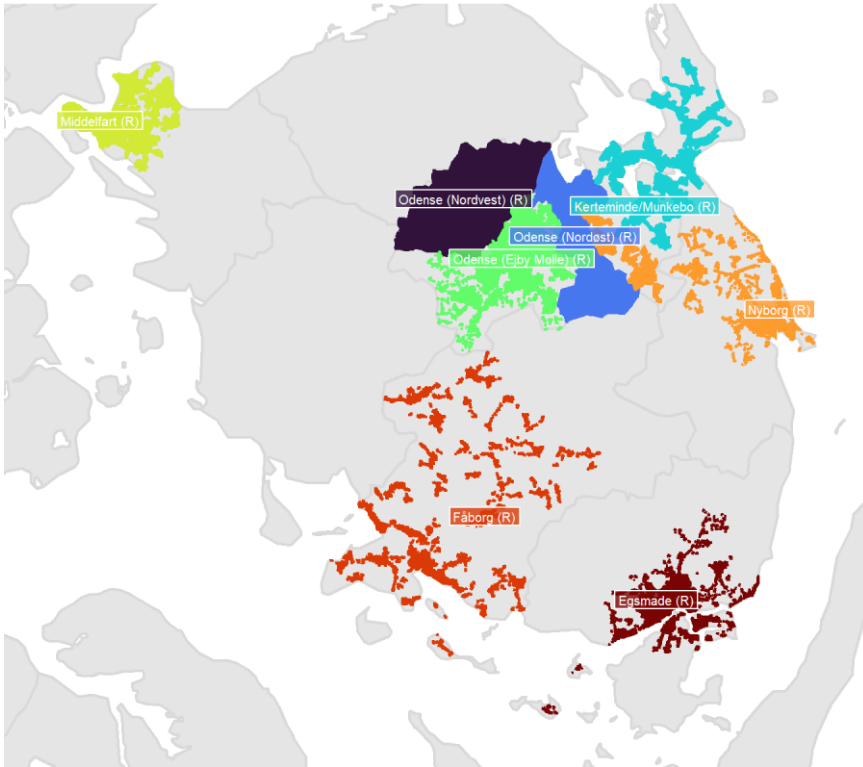 Middelfart (R)
Odense (Nordvest) (R)
Kerteminde/Munkebo (R)
Odense (Nordøst) (R)
Odense (Ejby Mølle) (R)
Nyborg (R)
Fåborg (R)
Egsmade (R)